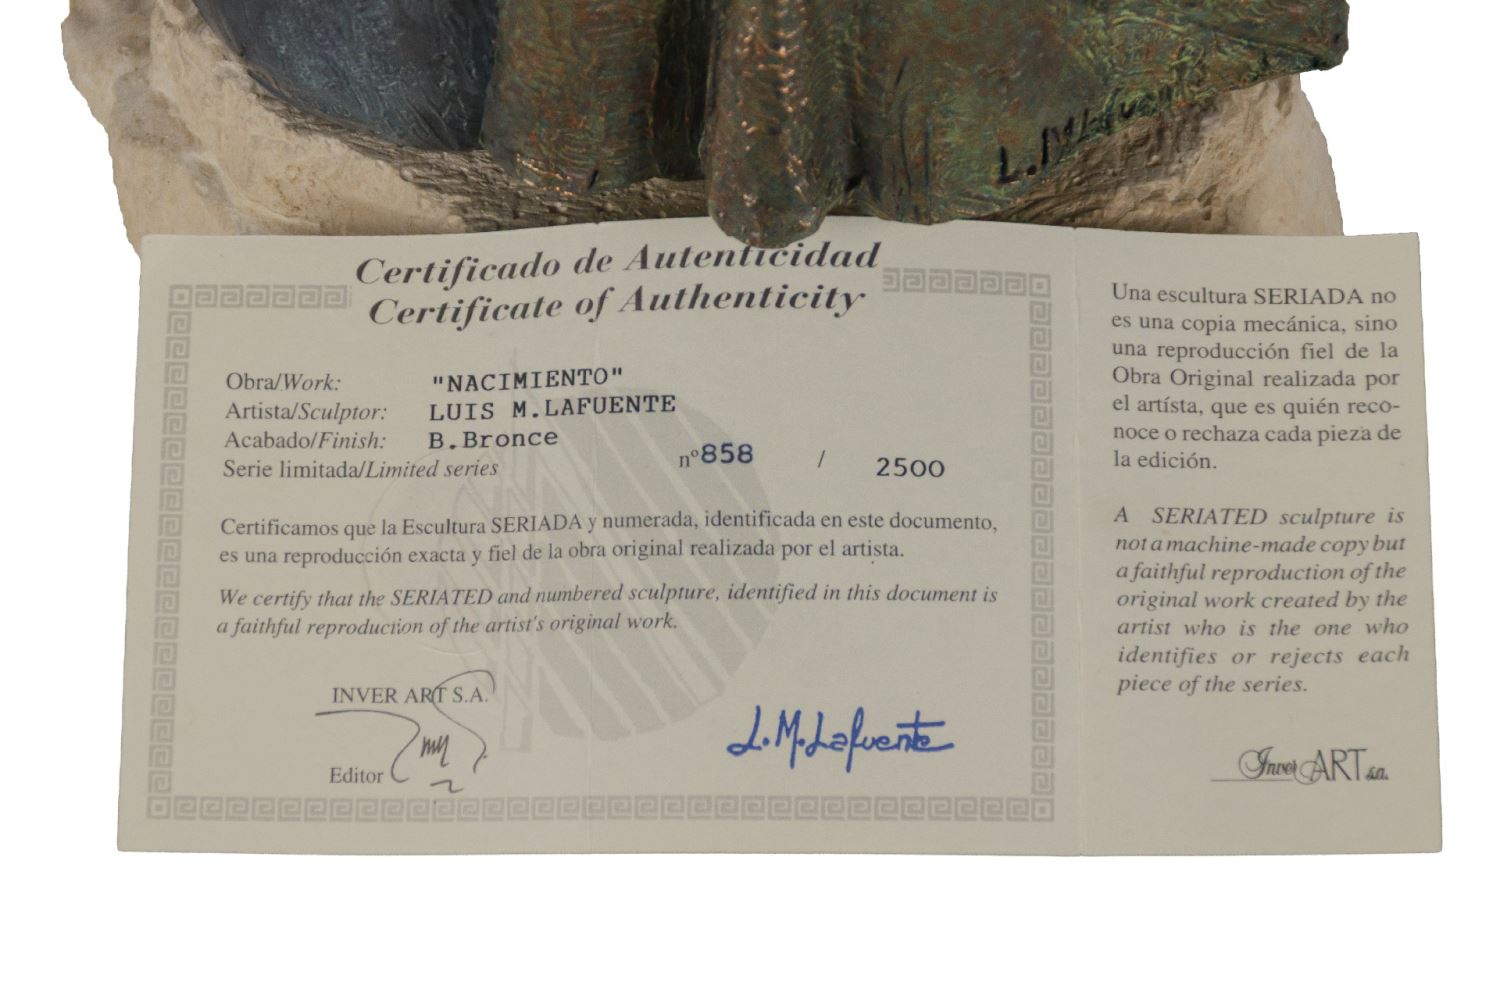 L. M Lafuente
Certificado de Autenticidad
Certificate of Authenticity
Obra/Work: "NACIMIENTO"
Artista/Sculptor: LUIS M.LAFUENTE
Acabado/Finish: B.Bronce
Serie limitada/Limited series nº858 / 2500
Certificamos que la Escultura SERIADA y numerada, identificada en este documento,
es una reproducción exacta y fiel de la obra original realizada por el artista.
We certify that the SERIATED and numbered sculpture, identified in this document is
a faithful reproduction of the artist's original work.
INVER ART S.A.
Editor
L.M.Lafuente
Una escultura SERIADA no
es una copia mecánica, sino
una reproducción fiel de la
Obra Original realizada por
el artísta, que es quién reco-
noce o rechaza cada pieza de
la edición.
A SERIATED sculpture is
not a machine-made copy but
a faithful reproduction of the
original work created by the
artist who is the one who
identifies or rejects each
piece of the series.
Inver ART s.a.